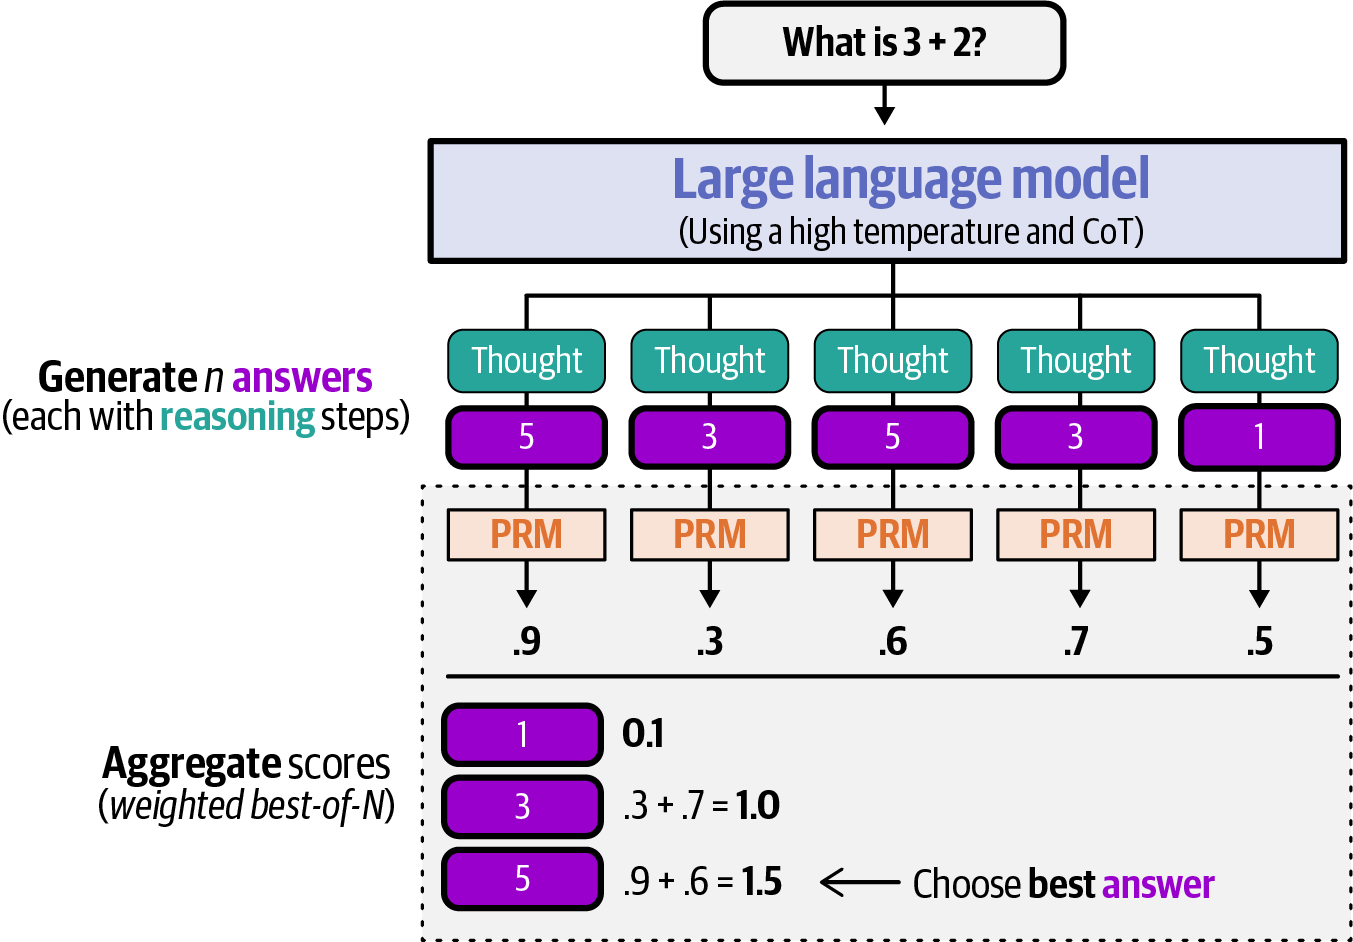 What is 3 + 2?
Large language model
(Using a high temperature and CoT)
Generate n answers
(each with reasoning steps)
Thought Thought Thought Thought Thought
5 3 5 3 1
PRM PRM PRM PRM PRM
.9 .3 .6 .7 .5
Aggregate scores
(weighted best-of-N)
1 0.1
3 .3 + .7 = 1.0
5 .9 + .6 = 1.5 Choose best answer